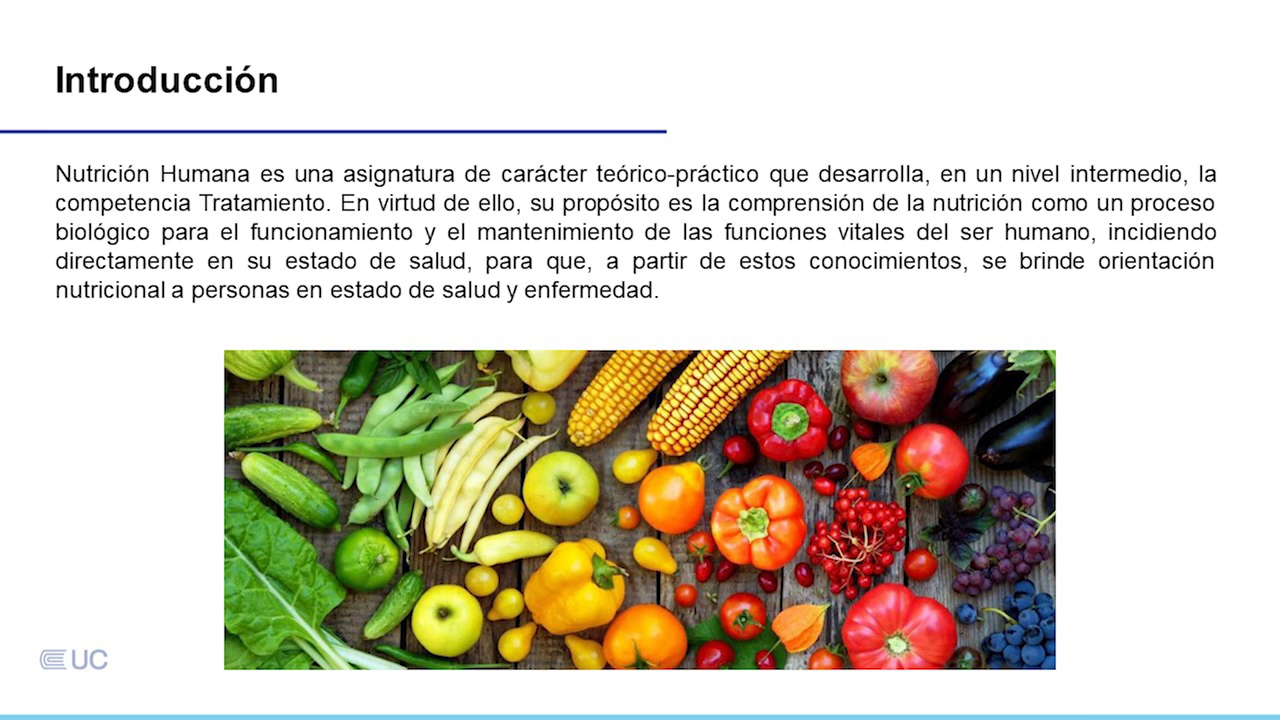 Introducción
Nutrición Humana es una asignatura de carácter teórico-práctico que desarrolla, en un nivel intermedio, la
competencia Tratamiento. En virtud de ello, su propósito es la comprensión de la nutrición como un proceso
biológico para el funcionamiento y el mantenimiento de las funciones vitales del ser humano, incidiendo
directamente en su estado de salud, para que, a partir de estos conocimientos, se brinde orientación
nutricional a personas en estado de salud y enfermedad.
UC